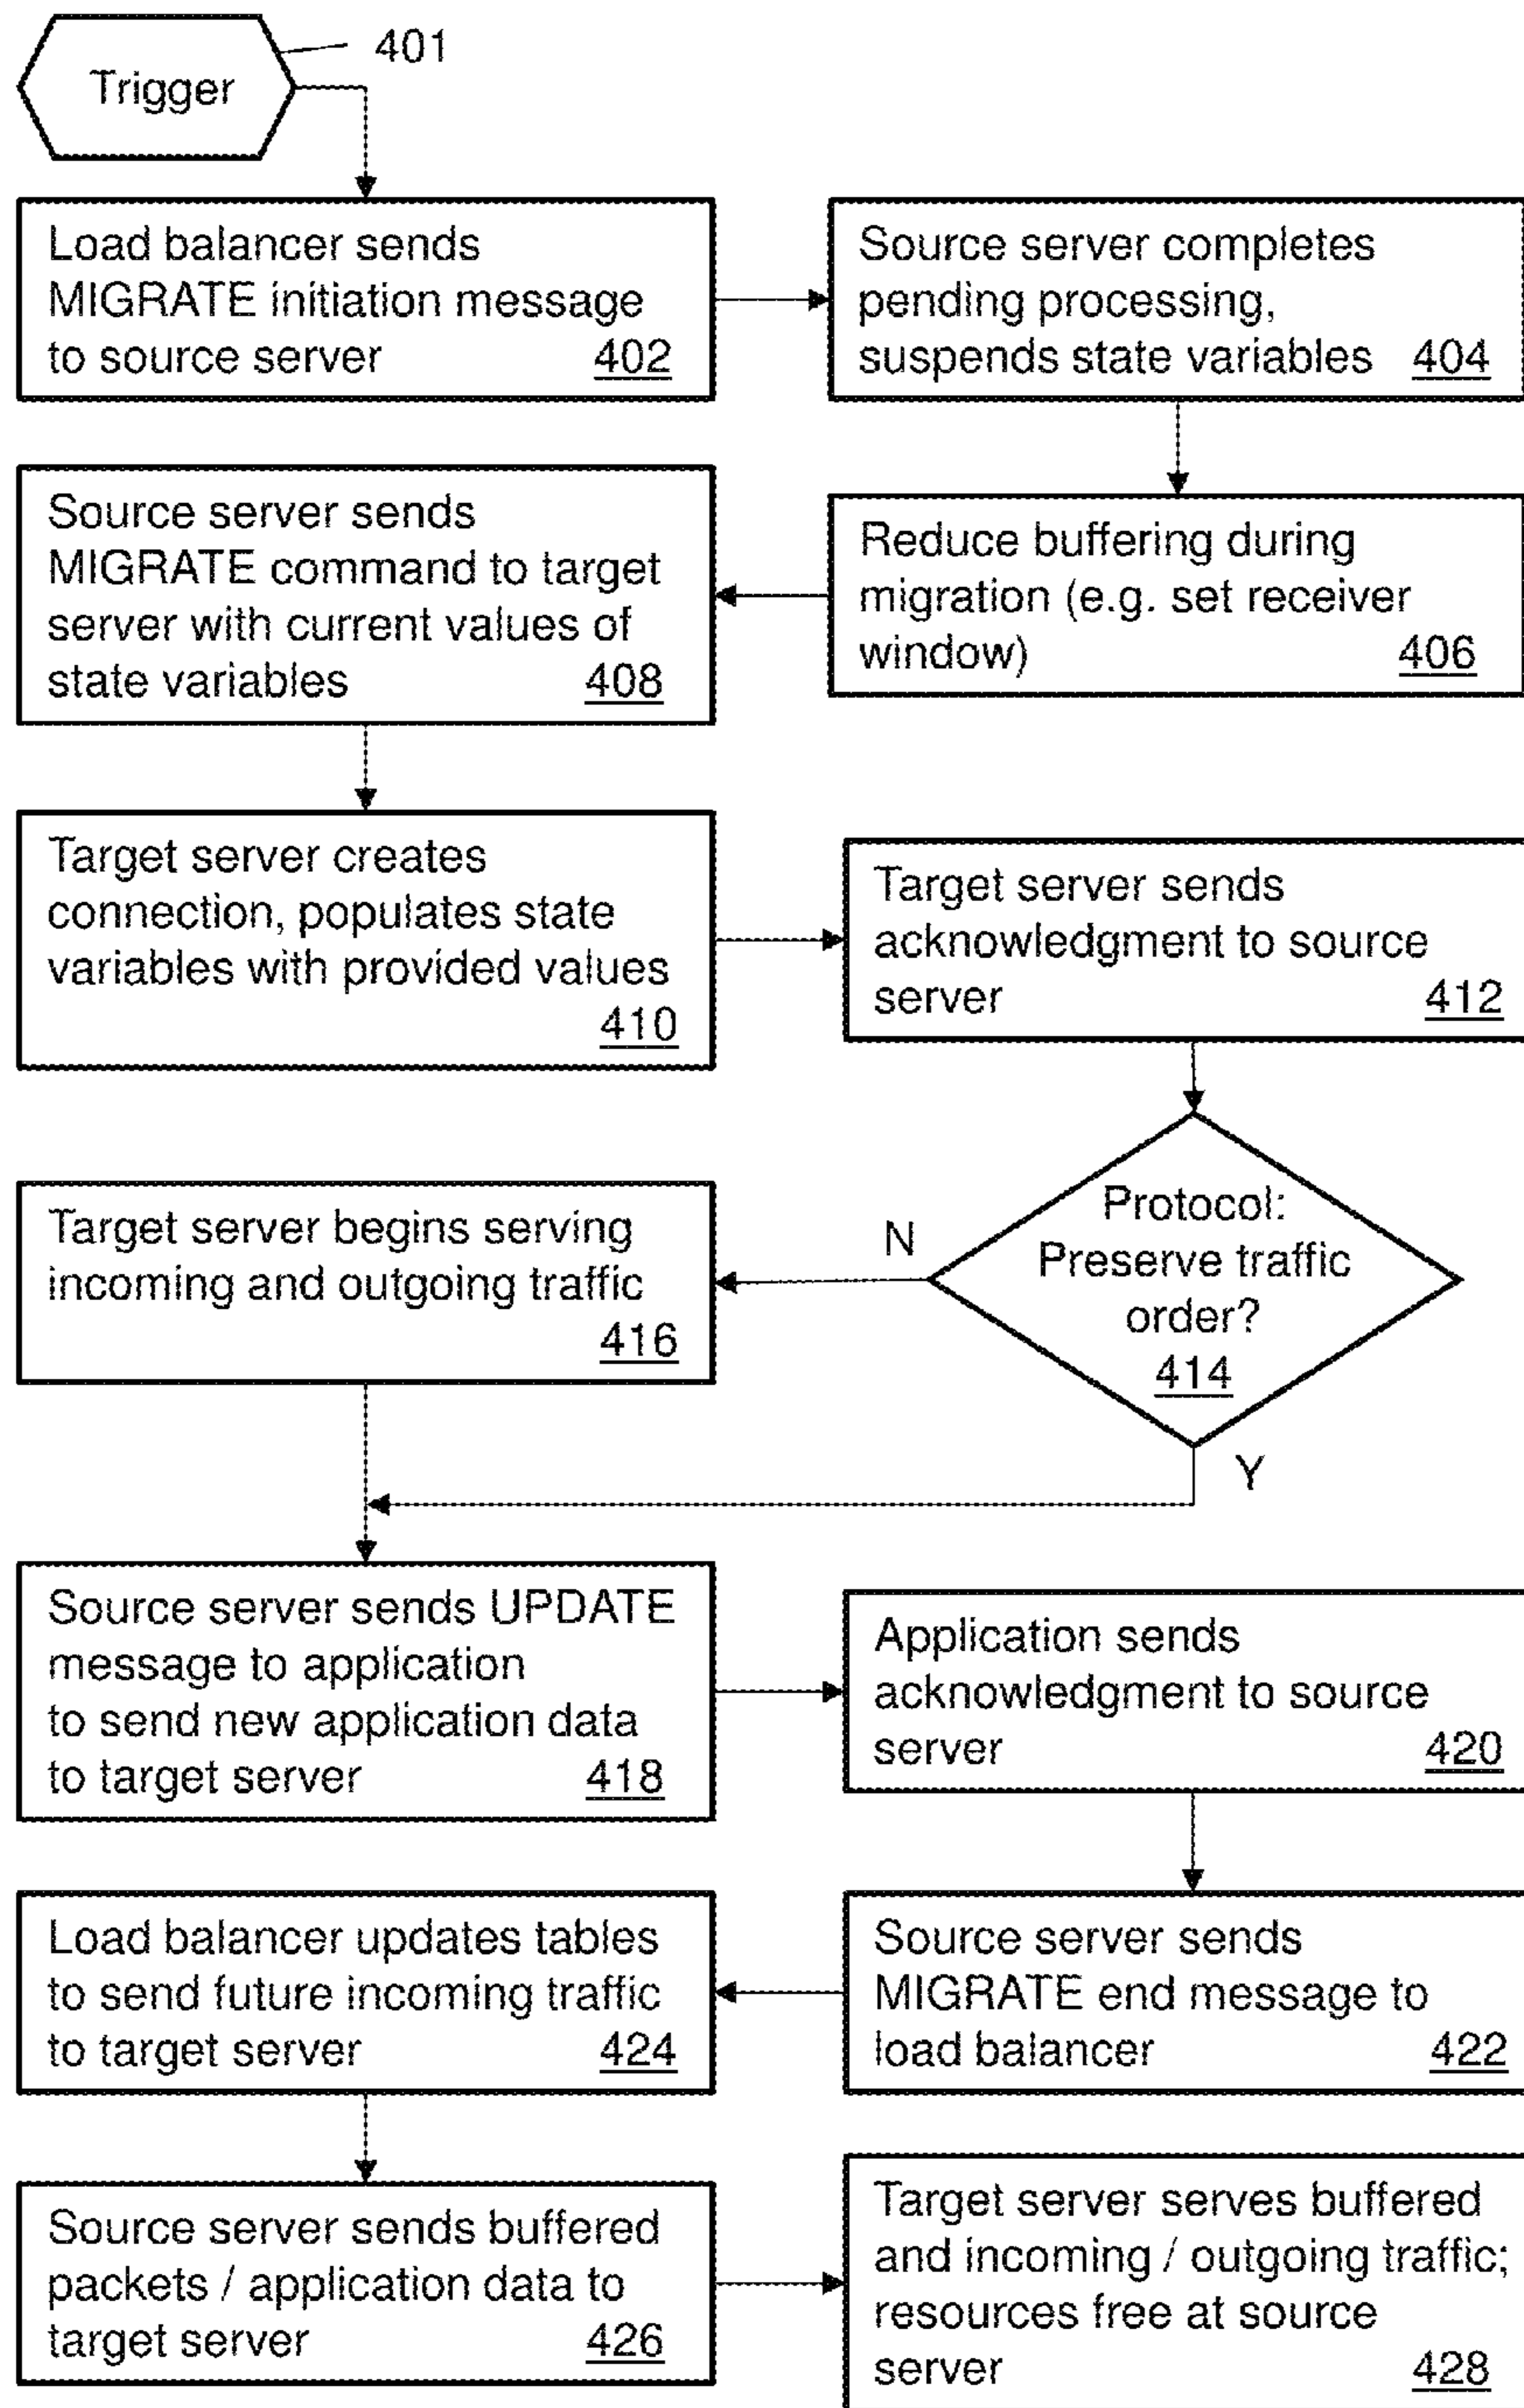 401
Trigger
Load balancer sends
MIGRATE initiation message
to source server 402
Source server completes
pending processing,
suspends state variables 404
Reduce buffering during
migration (e.g. set receiver
window) 406
Source server sends
MIGRATE command to target
server with current values of
state variables 408
Target server creates
connection, populates state
variables with provided values
410
Target server sends
acknowledgment to source
server 412
Protocol:
Preserve traffic
order?
414
N
Y
Target server begins serving
incoming and outgoing traffic
416
Source server sends UPDATE
message to application
to send new application data
to target server 418
Application sends
acknowledgment to source
server 420
Source server sends
MIGRATE end message to
load balancer 422
Load balancer updates tables
to send future incoming traffic
to target server 424
Source server sends buffered
packets / application data to
target server 426
Target server serves buffered
and incoming / outgoing traffic;
resources free at source
server 428